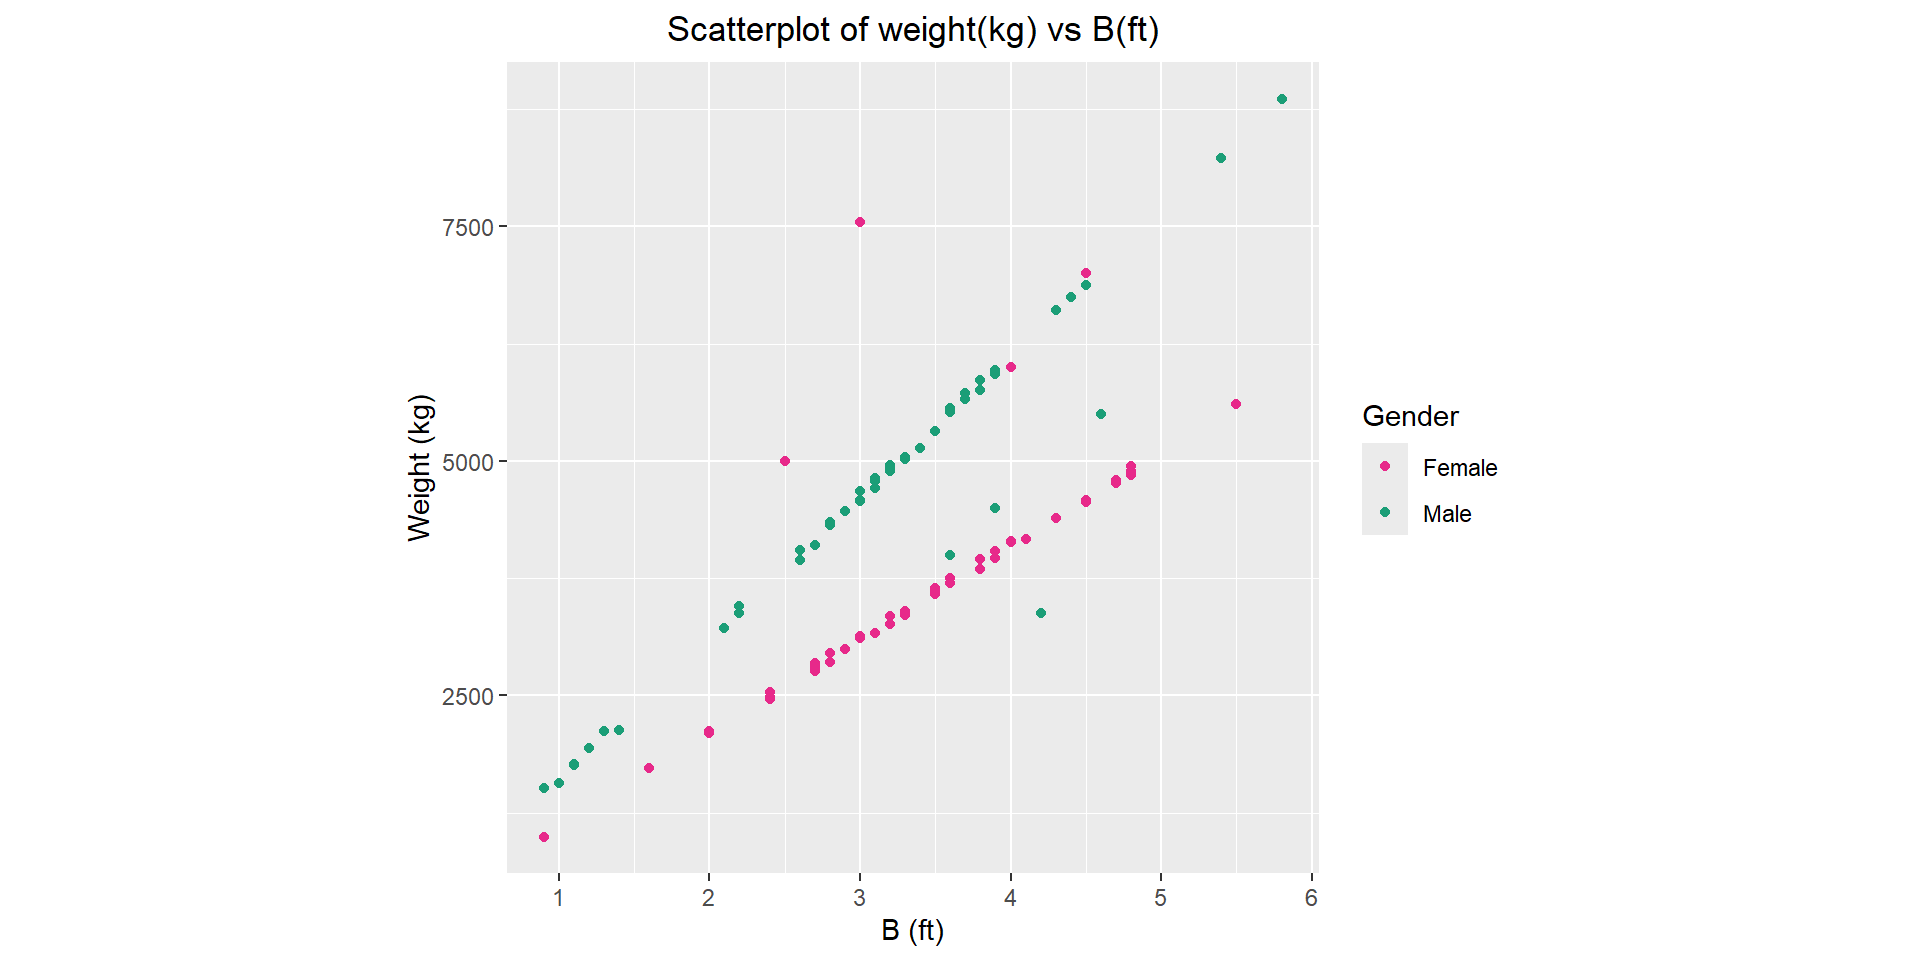 Scatterplot of weight(kg) vs B(ft)
7500
5000
2500
Weight (kg)
1 2 3 4 5 6
B (ft)
Gender
Female
Male